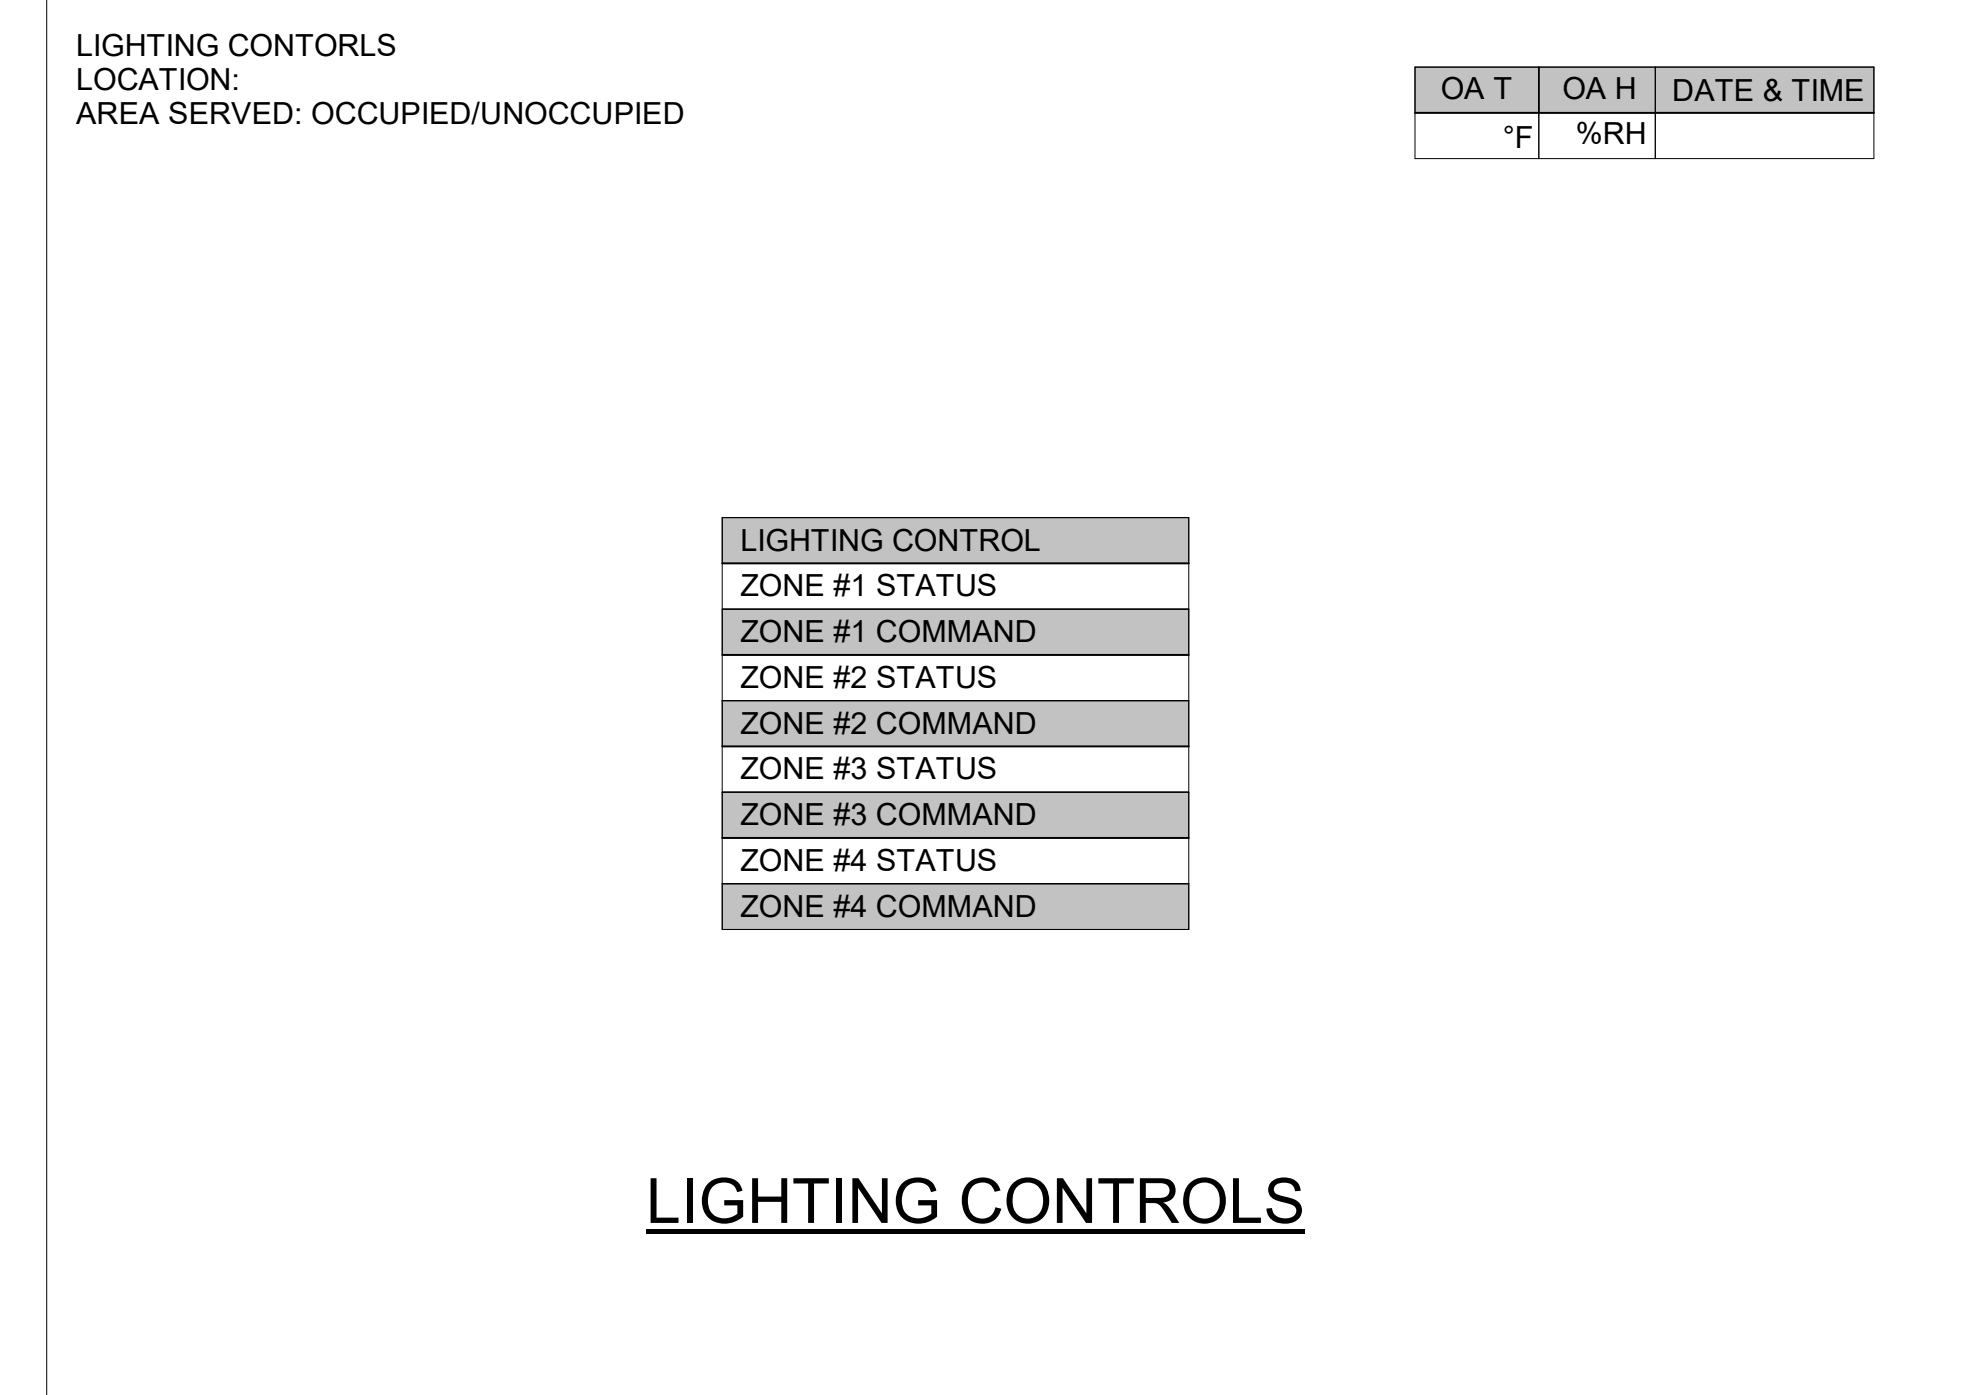 LIGHTING CONTORLS
LOCATION:
AREA SERVED: OCCUPIED/UNOCCUPIED
OA T OA H DATE & TIME
°F %RH
LIGHTING CONTROL
ZONE #1 STATUS
ZONE #1 COMMAND
ZONE #2 STATUS
ZONE #2 COMMAND
ZONE #3 STATUS
ZONE #3 COMMAND
ZONE #4 STATUS
ZONE #4 COMMAND
LIGHTING CONTROLS